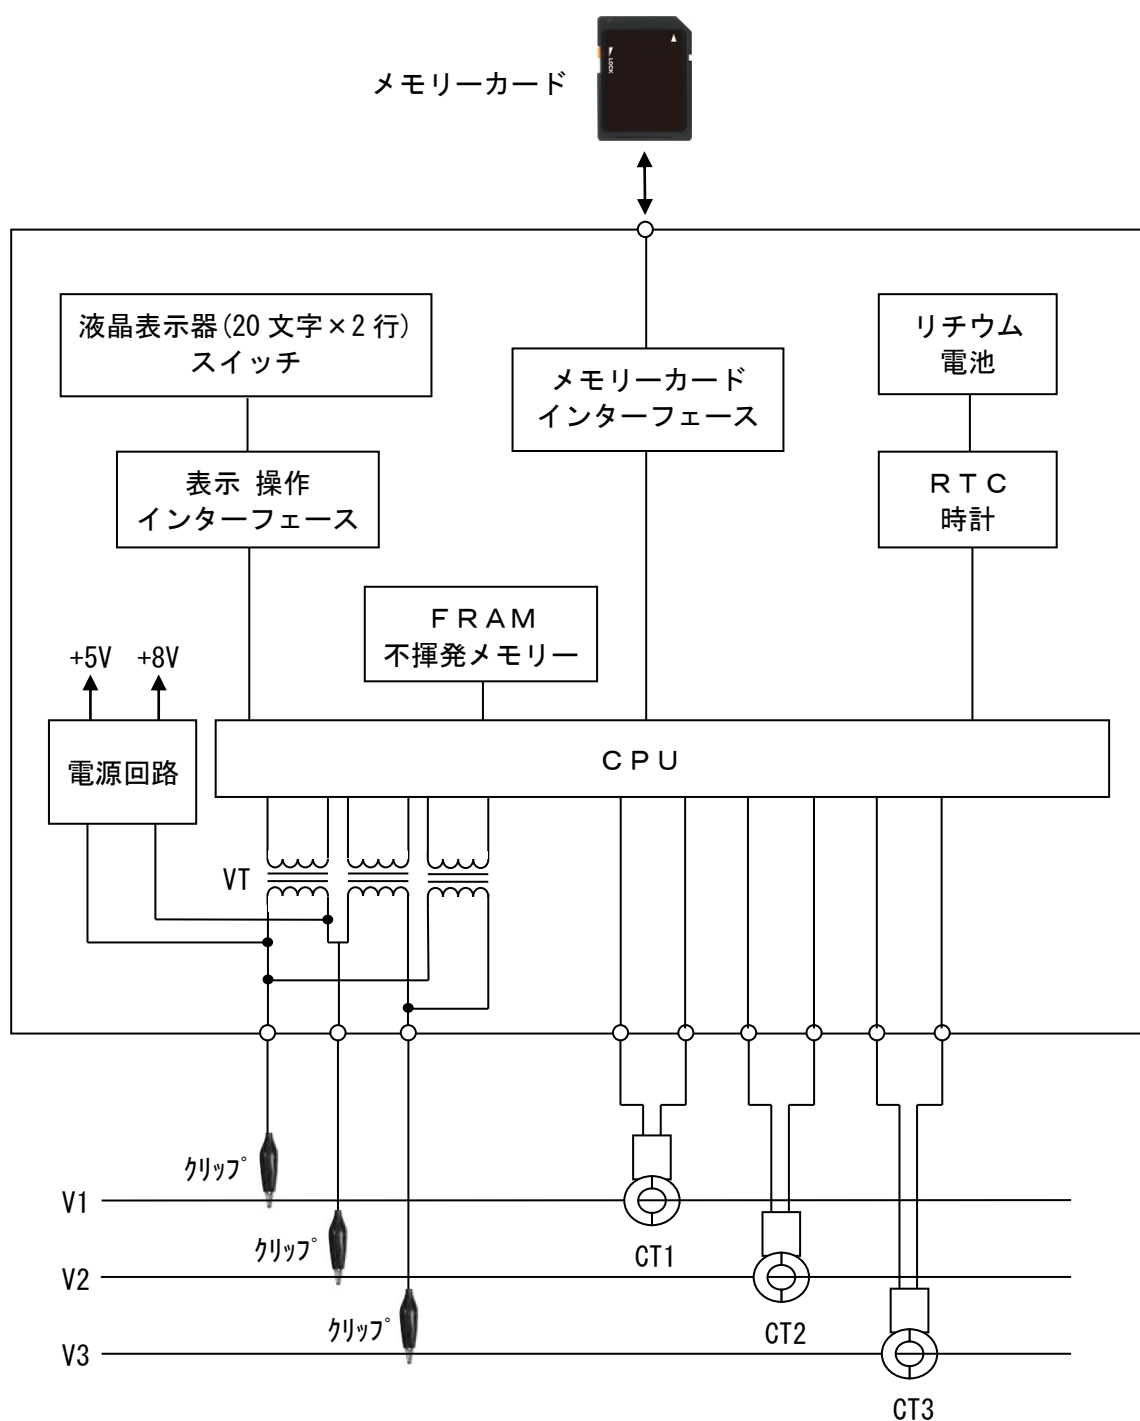 LOCK
メモリーカード
液晶表示器(20文字×2行)
スイッチ
メモリーカード
インターフェース
リチウム
電池
表示 操作
インターフェース
ＲＴＣ
時計
ＦＲＡＭ
不揮発メモリー
+5V
+8V
電源回路
ＣＰＵ
VT
ｸﾘｯﾌﾟ
V1
CT1
ｸﾘｯﾌﾟ
V2
CT2
ｸﾘｯﾌﾟ
V3
CT3